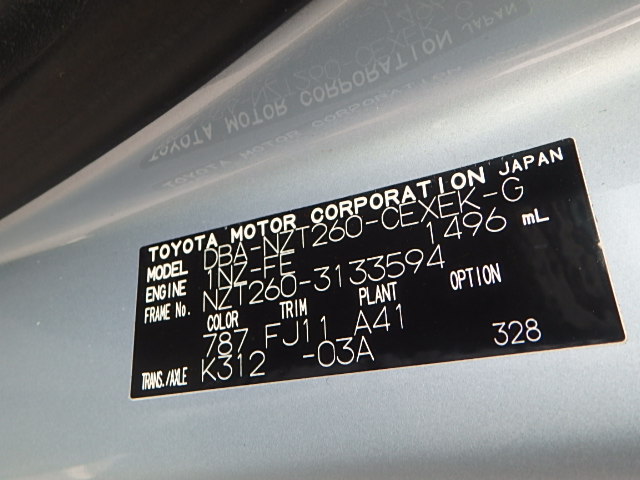 TOYOTA MOTOR CORPORATION JAPAN
MODEL DBA-NZT260-CEXEK-G
ENGINE 1NZ-FE 1496 mL
FRAME No. NZT260-3133594
COLOR TRIM PLANT OPTION
787 FJ11 A41
TRANS./AXLE K312 -03A 328